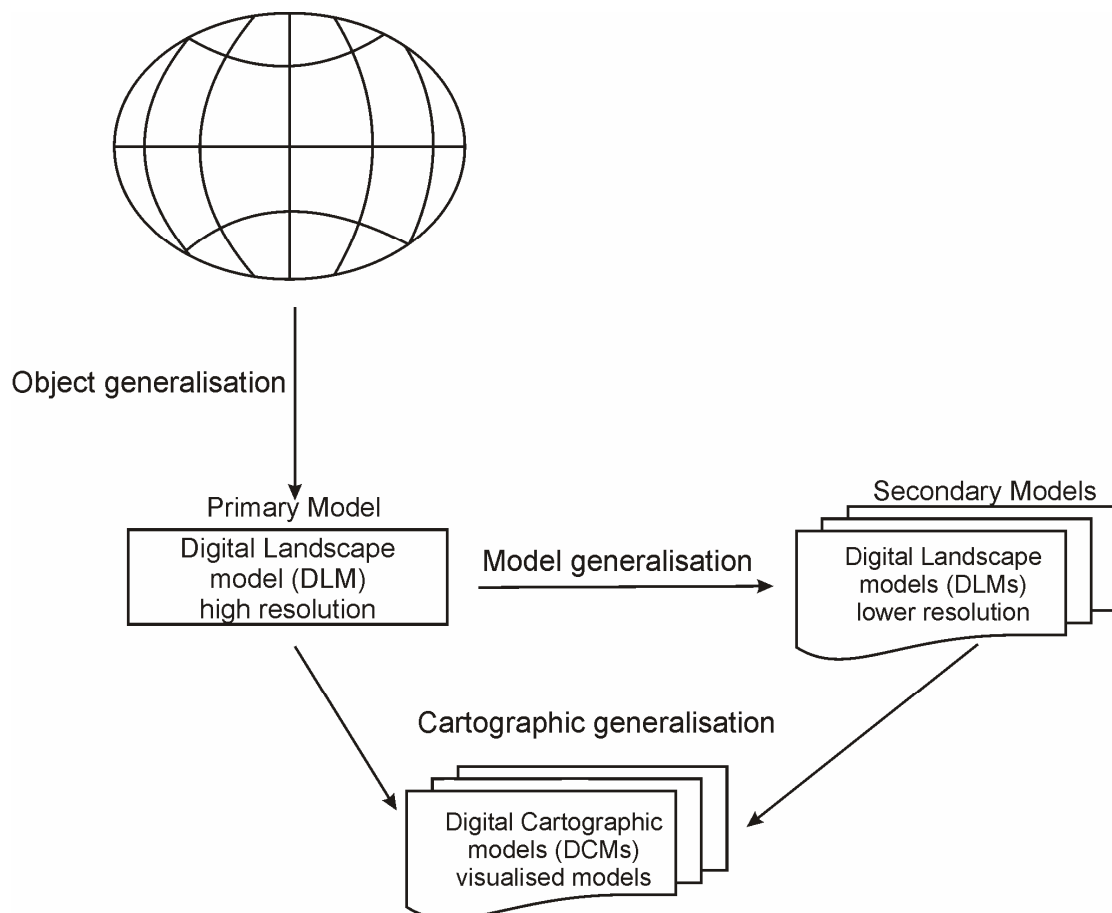 Object generalisation
Primary Model
Digital Landscape
model (DLM)
high resolution
Model generalisation
Secondary Models
Digital Landscape
models (DLMs)
lower resolution
Cartographic generalisation
Digital Cartographic
models (DCMs)
visualised models